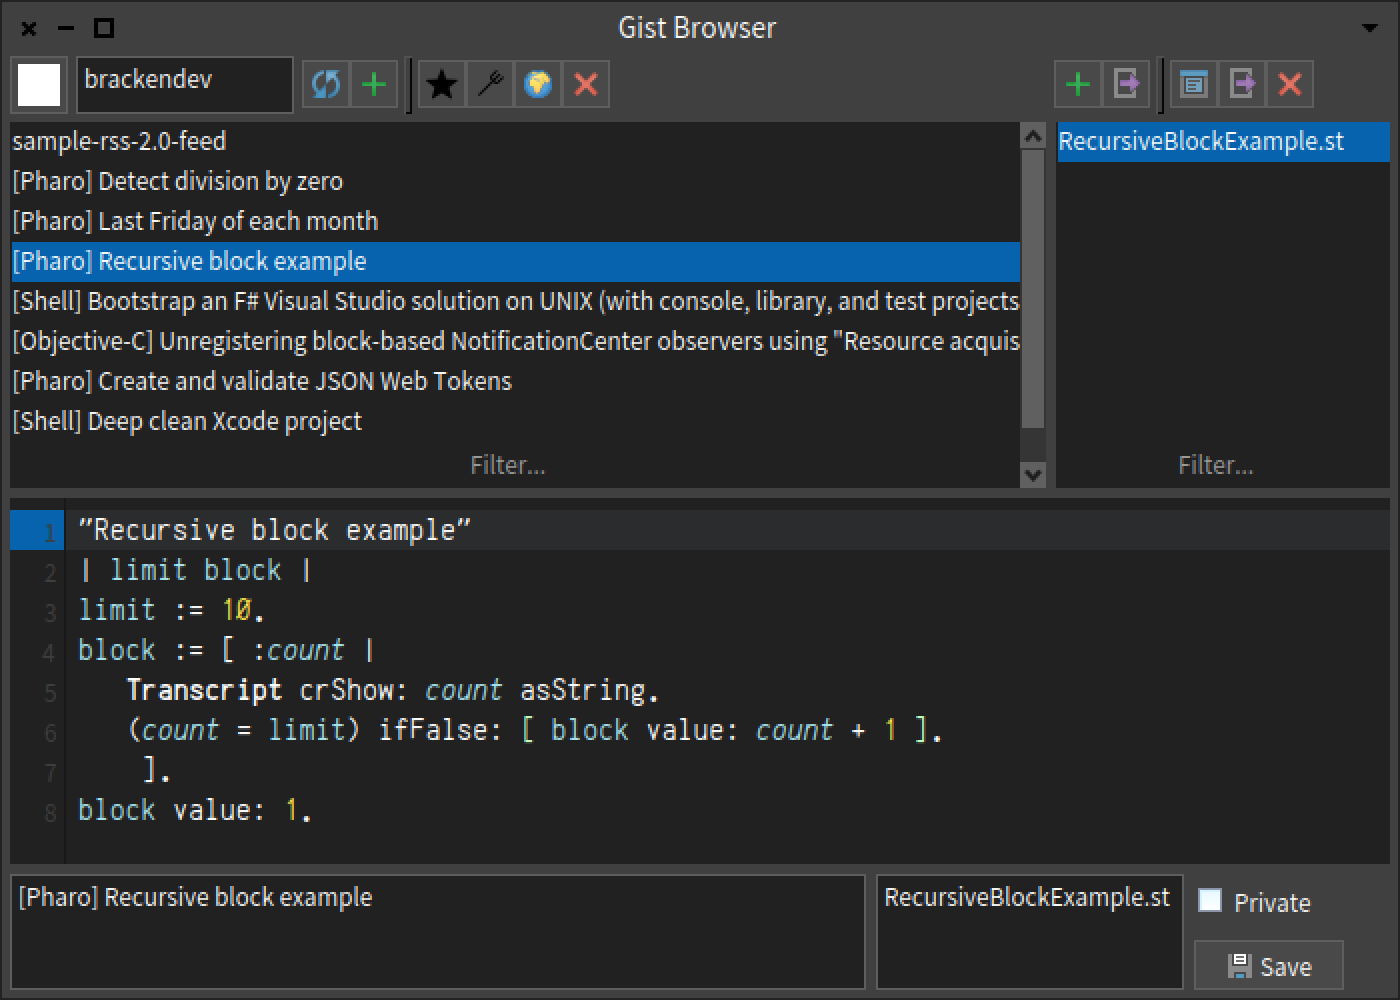 Gist Browser
brackendev
sample-rss-2.0-feed
[Pharo] Detect division by zero
[Pharo] Last Friday of each month
[Pharo] Recursive block example
[Shell] Bootstrap an F# Visual Studio solution on UNIX (with console, library, and test projects
[Objective-C] Unregistering block-based NotificationCenter observers using "Resource acquis
[Pharo] Create and validate JSON Web Tokens
[Shell] Deep clean Xcode project
Filter...
RecursiveBlockExample.st
Filter...
1 "Recursive block example"
2 | limit block |
3 limit := 10.
4 block := [ :count |
5 Transcript crShow: count asString.
6 (count = limit) ifFalse: [ block value: count + 1 ].
7 ].
8 block value: 1.
[Pharo] Recursive block example
RecursiveBlockExample.st
Private
Save